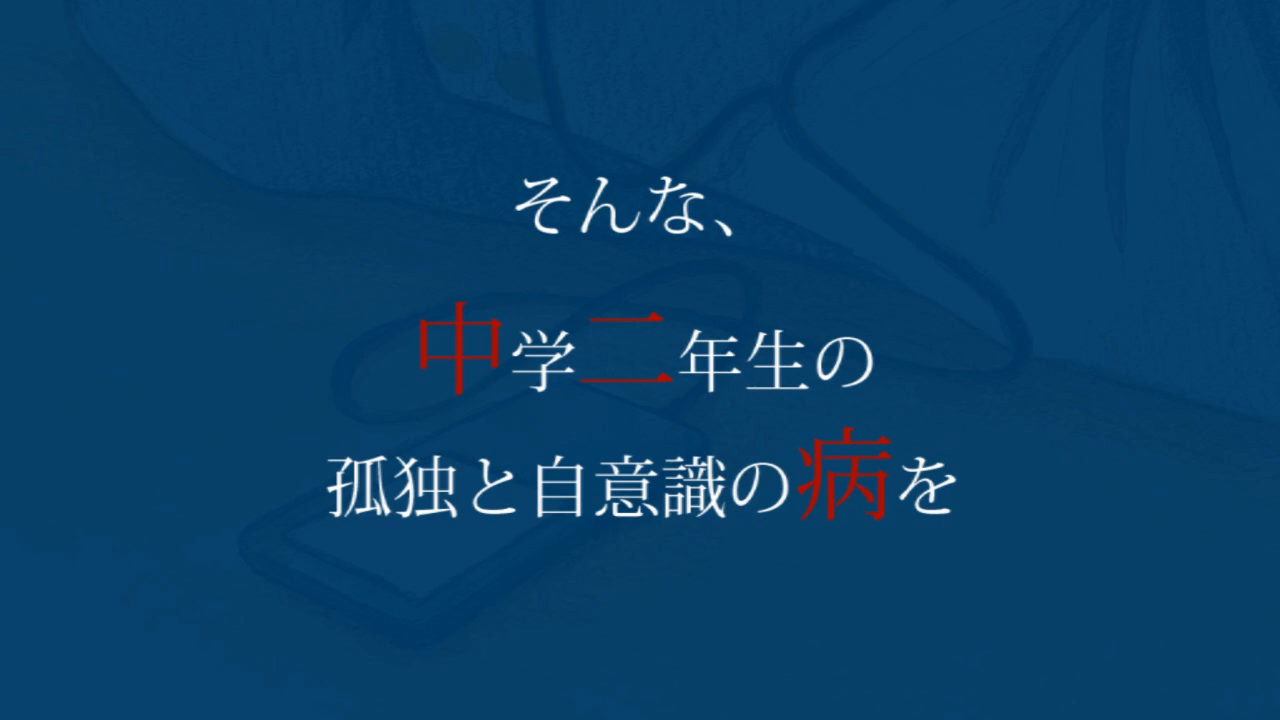 そんな、
中学二年生の
孤独と自意識の病を